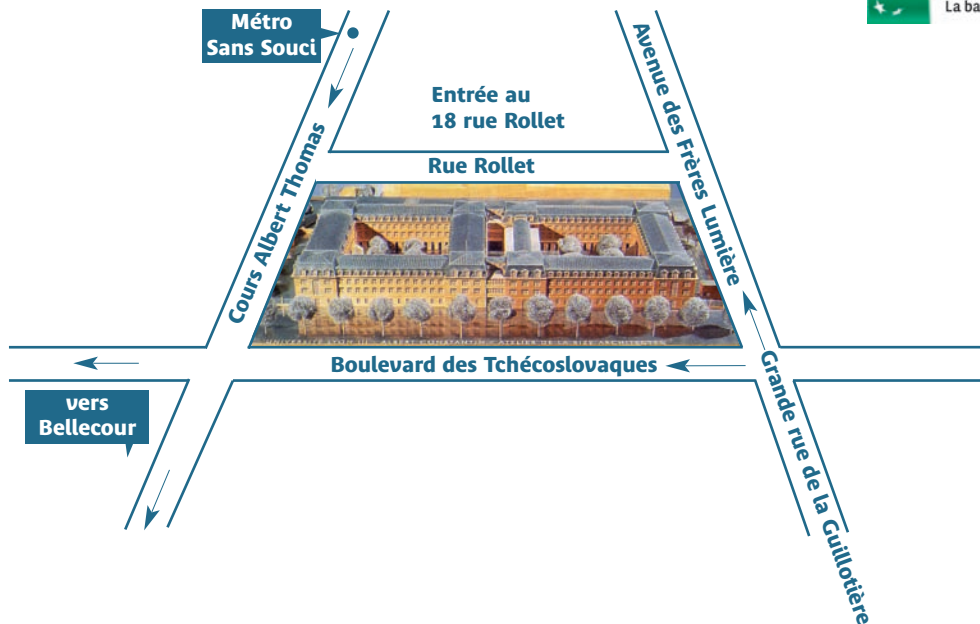 Métro
Sans Souci
La ba
Avenue des Frères Lumière
Entrée au
18 rue Rollet
Rue Rollet
Cours Albert Thomas
Boulevard des Tchécoslovaques
Grande rue de la Guillotière
vers
Bellecour